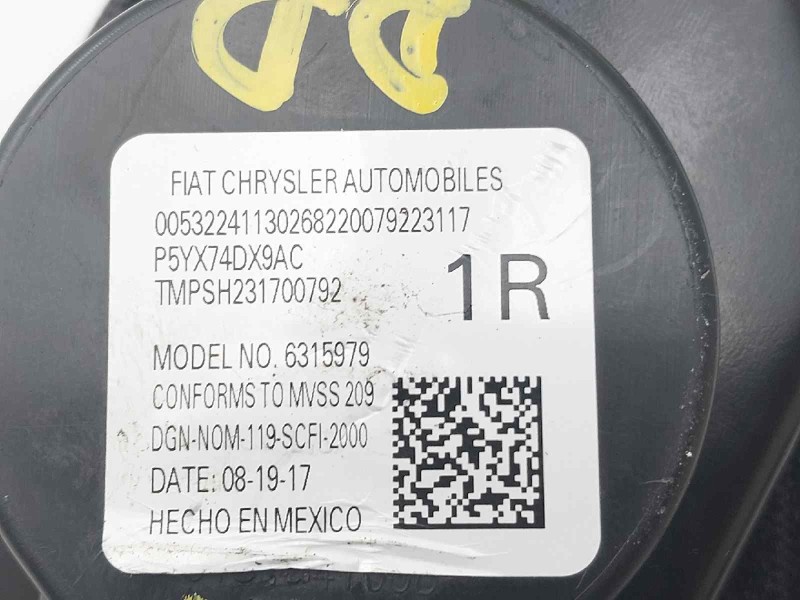 FIAT CHRYSLER AUTOMOBILES
00532241130268220079223117
P5YX74DX9AC
TMPSH231700792
1R
MODEL NO. 6315979
CONFORMS TO MVSS 209
DGN-NOM-119-SCFI-2000
DATE: 08-19-17
HECHO EN MEXICO